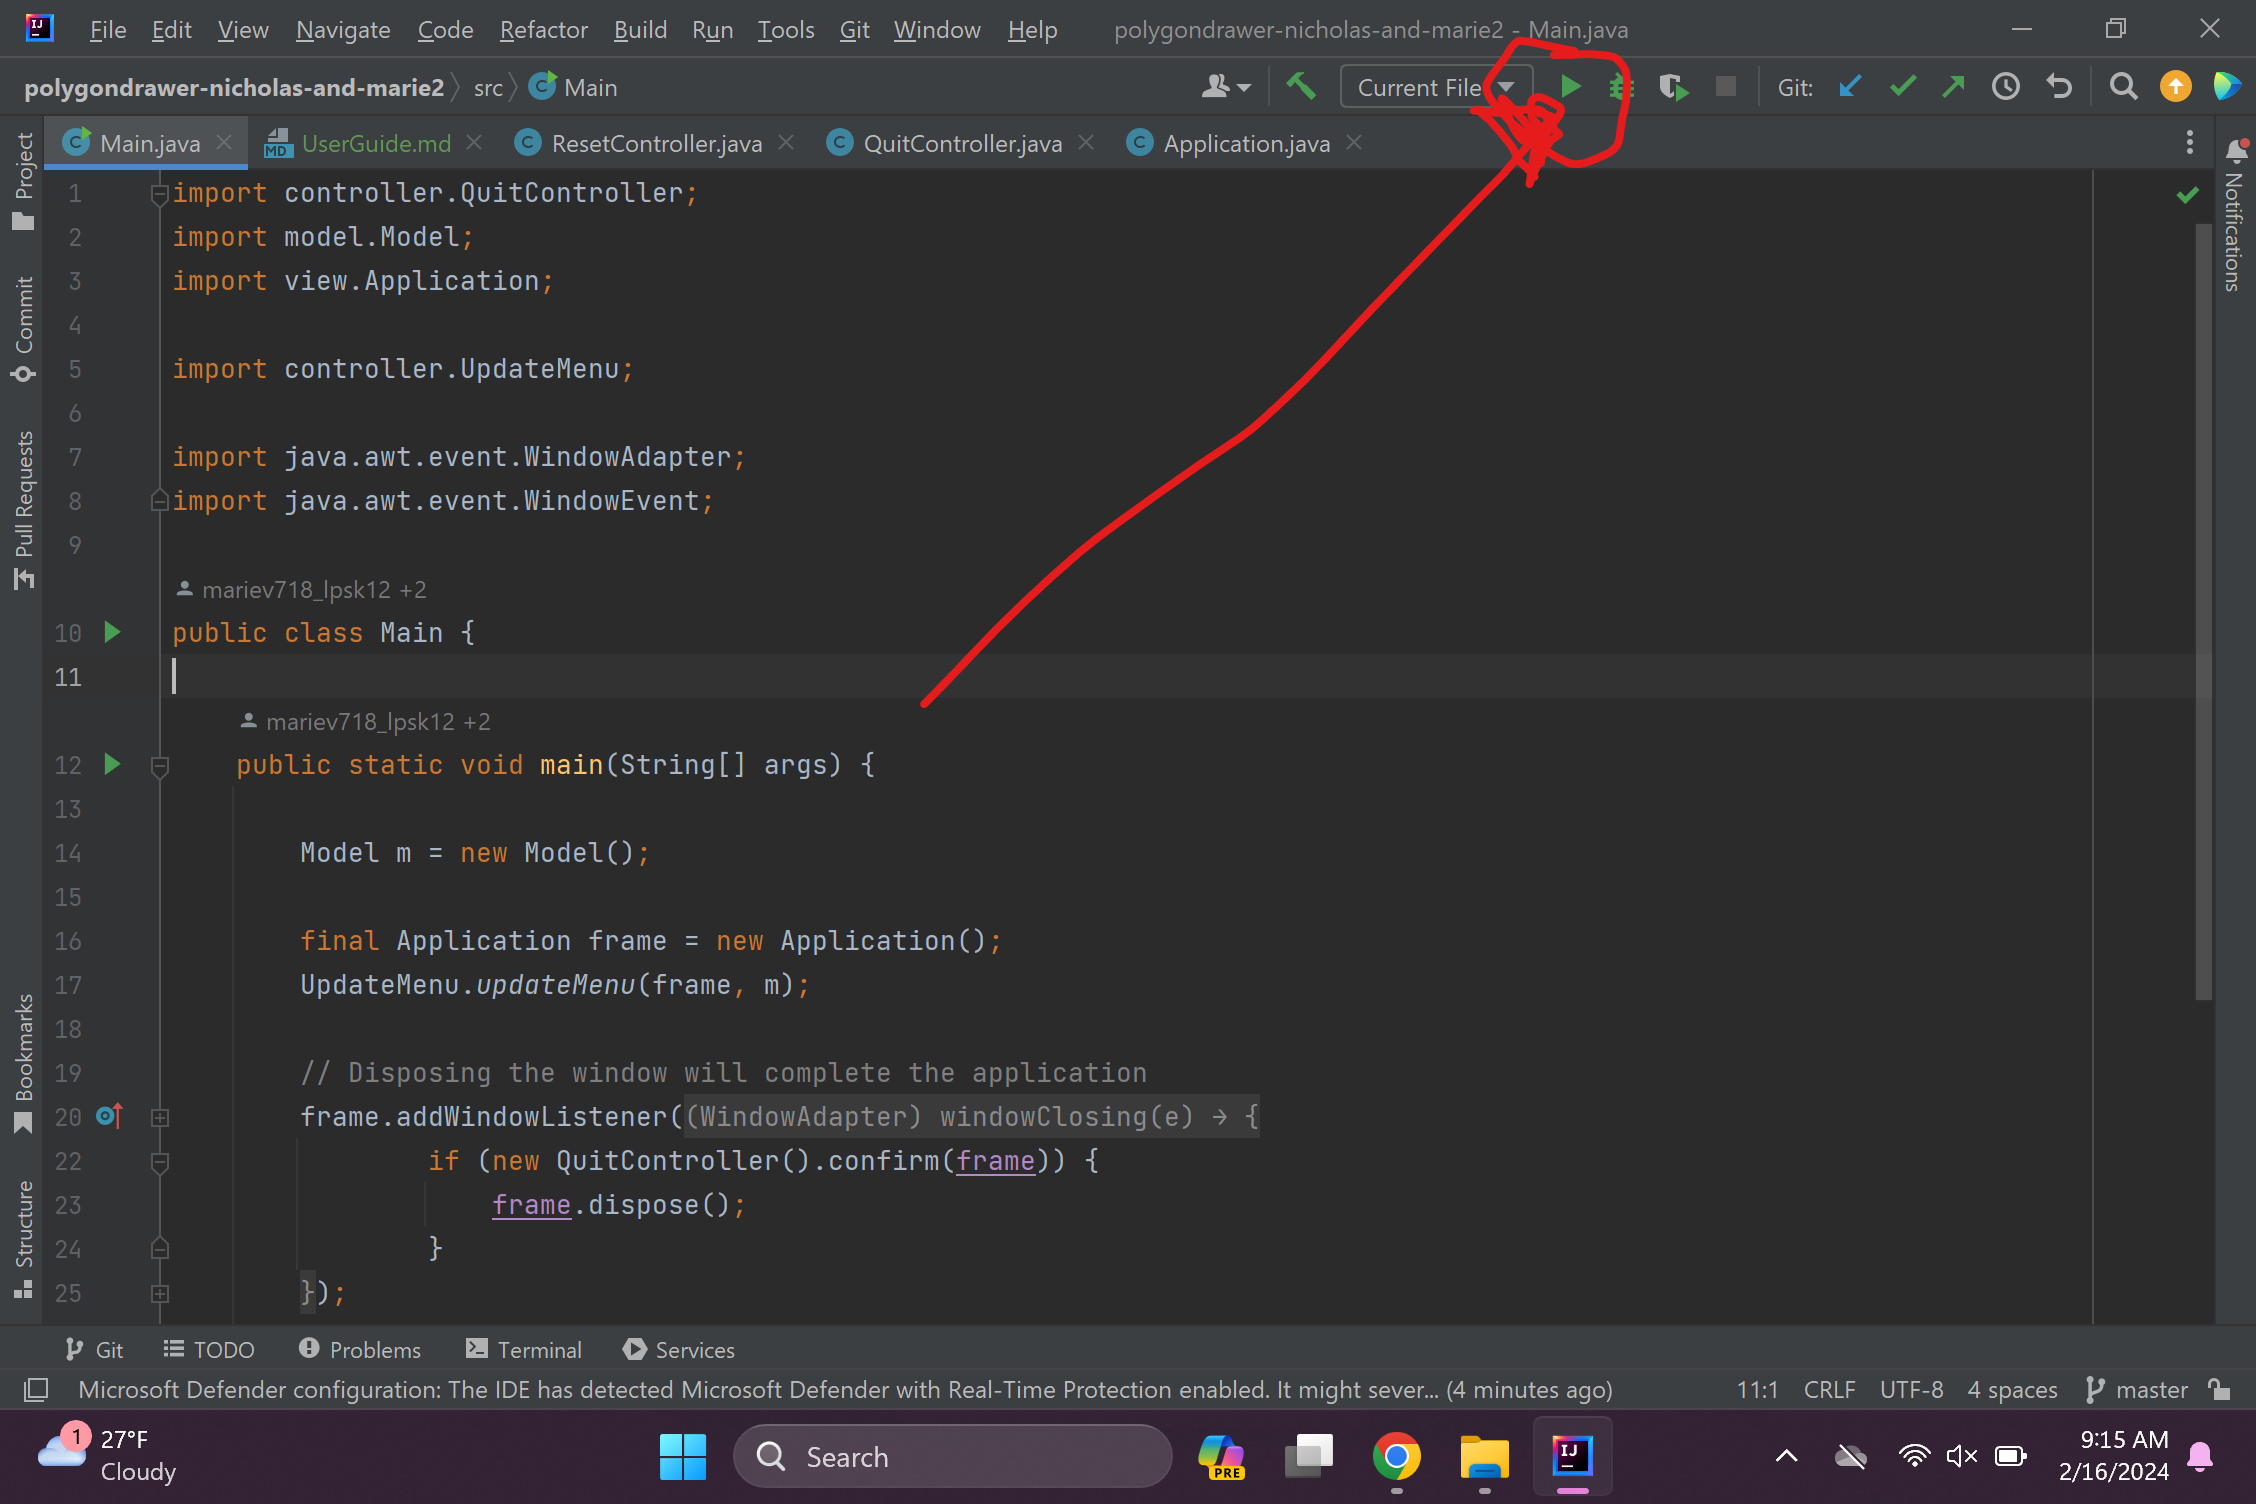 File Edit View Navigate Code Refactor Build Run Tools Git Window Help polygondrawer-nicholas-and-marie2 - Main.java
polygondrawer-nicholas-and-marie2 src Main Current File Git:
Main.java UserGuide.md ResetController.java QuitController.java Application.java
Project
Commit
Pull Requests
Bookmarks
Structure
Notifications
1 import controller.QuitController;
2 import model.Model;
3 import view.Application;
4
5 import controller.UpdateMenu;
6
7 import java.awt.event.WindowAdapter;
8 import java.awt.event.WindowEvent;
9
mariev718_lpsk12 +2
10 public class Main {
11
mariev718_lpsk12 +2
12 public static void main(String[] args) {
13
14 Model m = new Model();
15
16 final Application frame = new Application();
17 UpdateMenu.updateMenu(frame, m);
18
19 // Disposing the window will complete the application
20 frame.addWindowListener((WindowAdapter) windowClosing(e) → {
22 if (new QuitController().confirm(frame)) {
23 frame.dispose();
24 }
25 });
Git TODO Problems Terminal Services
Microsoft Defender configuration: The IDE has detected Microsoft Defender with Real-Time Protection enabled. It might sever... (4 minutes ago) 11:1 CRLF UTF-8 4 spaces master
1 27°F
Cloudy
Search
PRE
9:15 AM
2/16/2024